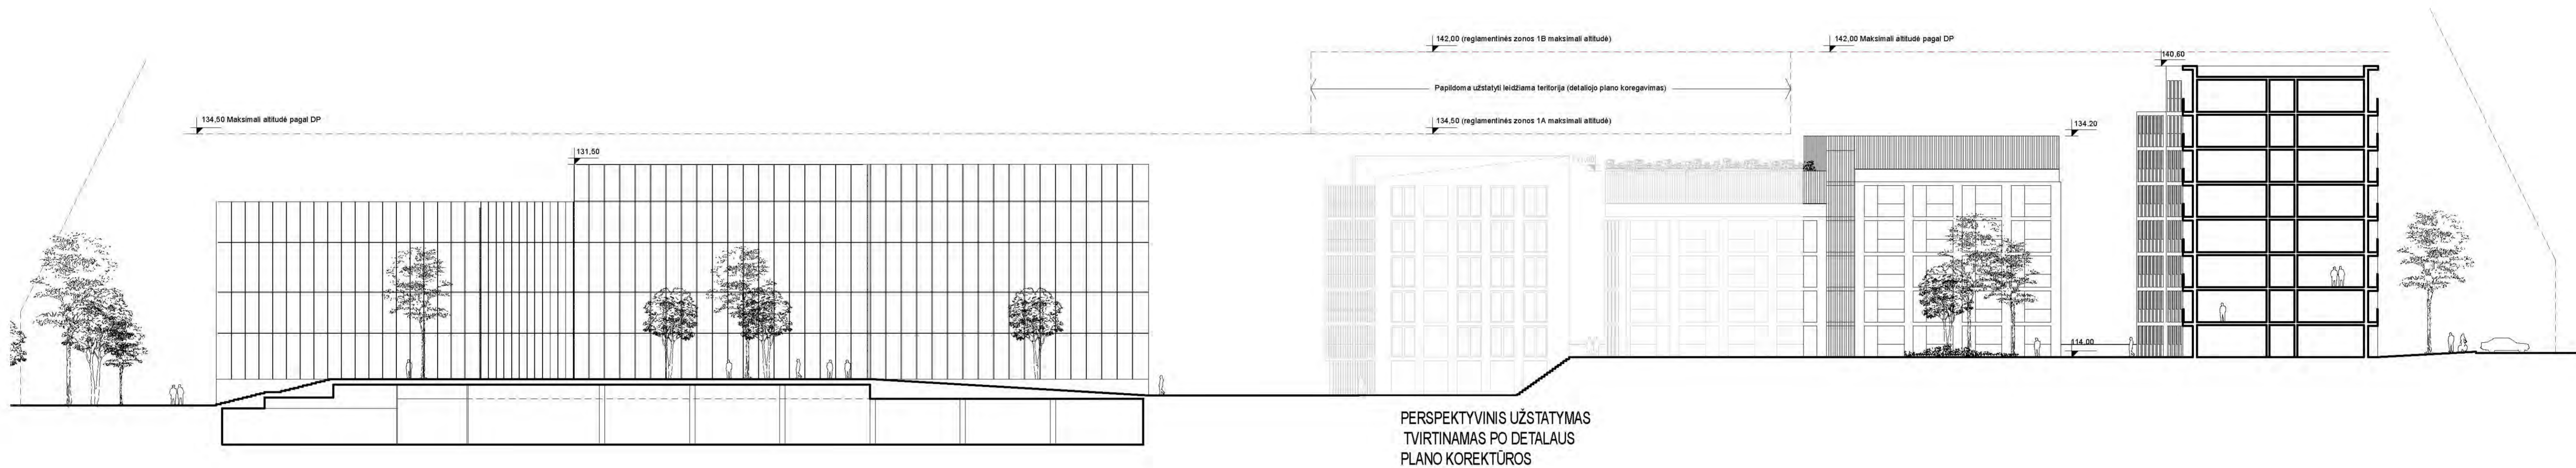 142,00 (reglamentinės zonos 1B maksimali altitudė)
142,00 Maksimali altitudė pagal DP
140,60
Papildoma užstatyti leidžiama teritorija (detaliojo plano koregavimas)
134,50 Maksimali altitudė pagal DP
134,50 (reglamentinės zonos 1A maksimali altitudė)
134.20
131,50
114,00
PERSPEKTYVINIS UŽSTATYMAS
TVIRTINAMAS PO DETALAUS
PLANO KOREKTŪROS